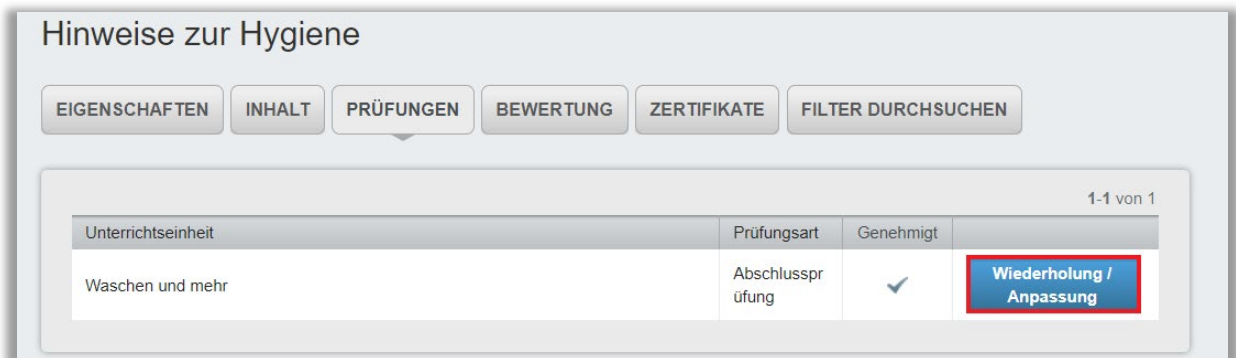 Hinweise zur Hygiene
EIGENSCHAFTEN INHALT PRÜFUNGEN BEWERTUNG ZERTIFIKATE FILTER DURCHSUCHEN
1-1 von 1
Unterrichtseinheit Prüfungsart Genehmigt
Waschen und mehr
Abschlusspr
üfung
Wiederholung /
Anpassung